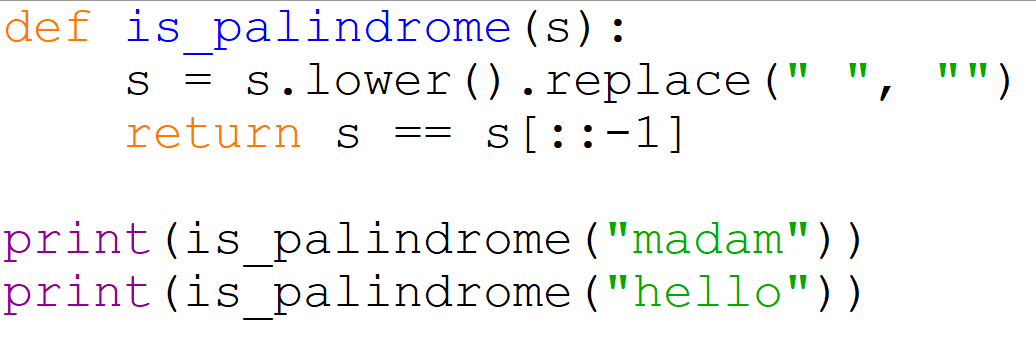 def is_palindrome(s):
    s = s.lower().replace(" ", "")
    return s == s[::-1]

print(is_palindrome("madam"))
print(is_palindrome("hello"))